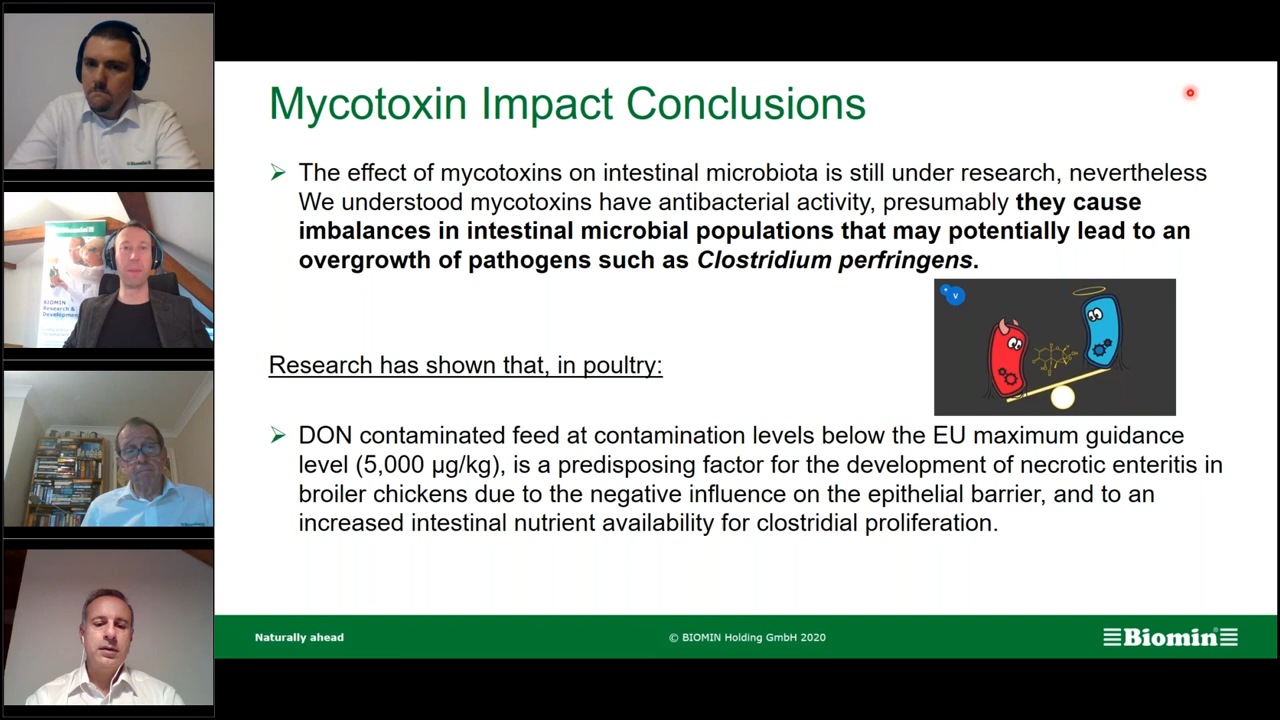 Mycotoxin Impact Conclusions
The effect of mycotoxins on intestinal microbiota is still under research, nevertheless
We understood mycotoxins have antibacterial activity, presumably they cause
imbalances in intestinal microbial populations that may potentially lead to an
overgrowth of pathogens such as Clostridium perfringens.
V
Research has shown that, in poultry:
DON contaminated feed at contamination levels below the EU maximum guidance
level (5,000 µg/kg), is a predisposing factor for the development of necrotic enteritis in
broiler chickens due to the negative influence on the epithelial barrier, and to an
increased intestinal nutrient availability for clostridial proliferation.
Naturally ahead
© BIOMIN Holding GmbH 2020
Biomin®
BIOMIN
Research &
Development